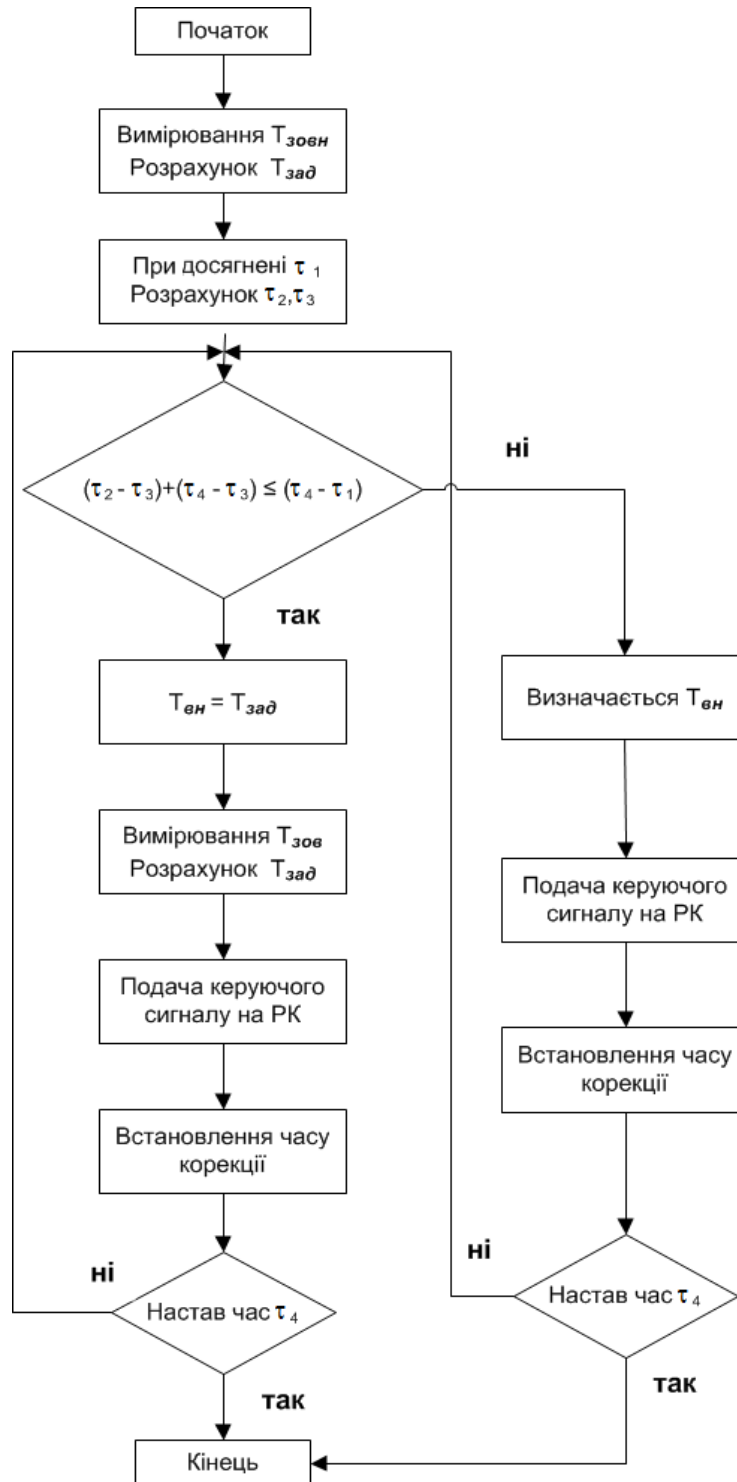 Початок
Вимірювання Tзовн
Розрахунок Tзад
При досягнені τ 1
Розрахунок τ2,τ3
(τ2 - τ3)+(τ4 - τ3) ≤ (τ4 - τ1)
ні
так
Tвн = Tзад
Визначається Tвн
Вимірювання Tзов
Розрахунок Tзад
Подача керуючого
сигналу на РК
Подача керуючого
сигналу на РК
Встановлення часу
корекції
Встановлення часу
корекції
ні
Настав час τ4
так
ні
Настав час τ4
так
Кінець